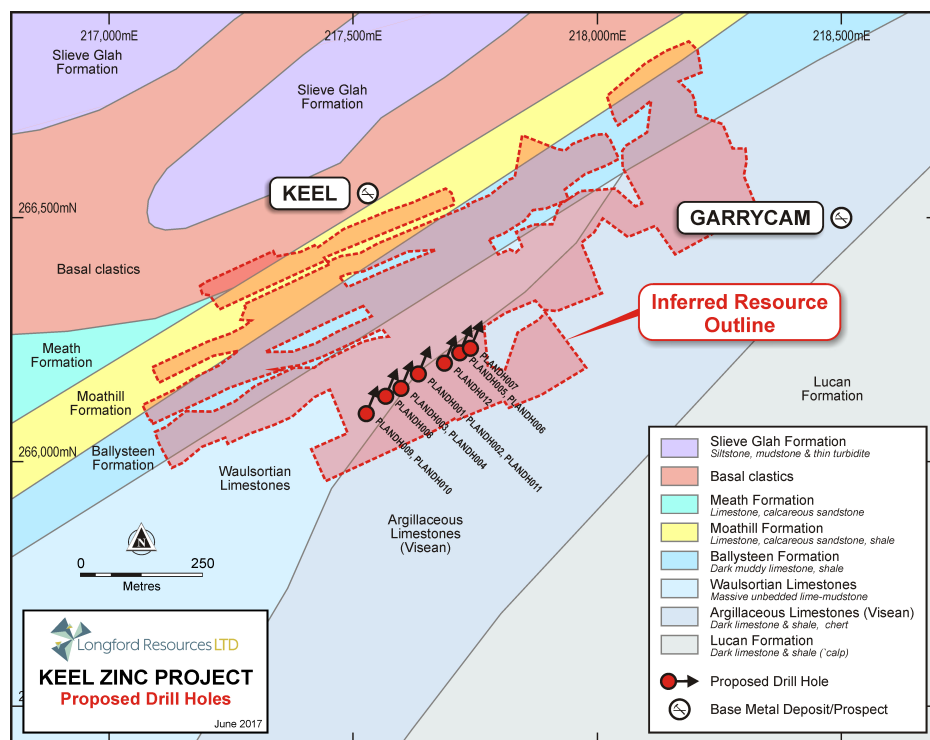 217,000mE
217,500mE
218,000mE
218,500mE
Slieve Glah
Formation
Slieve Glah
Formation
KEEL
266,500mN
GARRYCAM
Basal clastics
Inferred Resource
Outline
Meath
Formation
Moathill
Formation
Lucan
Formation
PLANDH007
PLANDH005, PLANDH006
PLANDH012
PLANDH001, PLANDH002, PLANDH011
PLANDH003, PLANDH004
PLANDH008
PLANDH009, PLANDH010
Ballysteen
Formation
266,000mN
Waulsortian
Limestones
Argillaceous
Limestones
(Visean)
N
0 250
Metres
Slieve Glah Formation
Siltstone, mudstone & thin turbidite
Basal clastics
Meath Formation
Limestone, calcareous sandstone
Moathill Formation
Limestone, calcareous sandstone, shale
Ballysteen Formation
Dark muddy limestone, shale
Waulsortian Limestones
Massive unbedded lime-mudstone
Argillaceous Limestones (Visean)
Dark limestone & shale, chert
Lucan Formation
Dark limestone & shale (`calp)
Proposed Drill Hole
Base Metal Deposit/Prospect
Longford Resources LTD
KEEL ZINC PROJECT
Proposed Drill Holes
June 2017